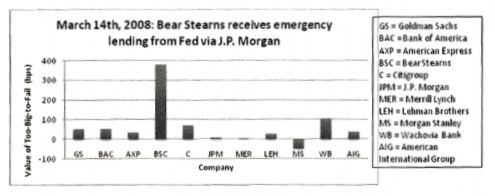 March 14th, 2008: Bear Stearns receives emergency
lending from Fed via J.P. Morgan
Value of Too-Big-to-Fail (bps)
400
300
200
100
0
-100
GS BAC AXP BSC C JPM MER LEH MS WB AIG
Company
GS = Goldman Sachs
BAC = Bank of America
AXP = American Express
BSC = Bear Stearns
C = Citigroup
JPM = J.P. Morgan
MER = Merrill Lynch
LEH = Lehman Brothers
MS = Morgan Stanley
WB = Wachovia Bank
AIG = American
International Group